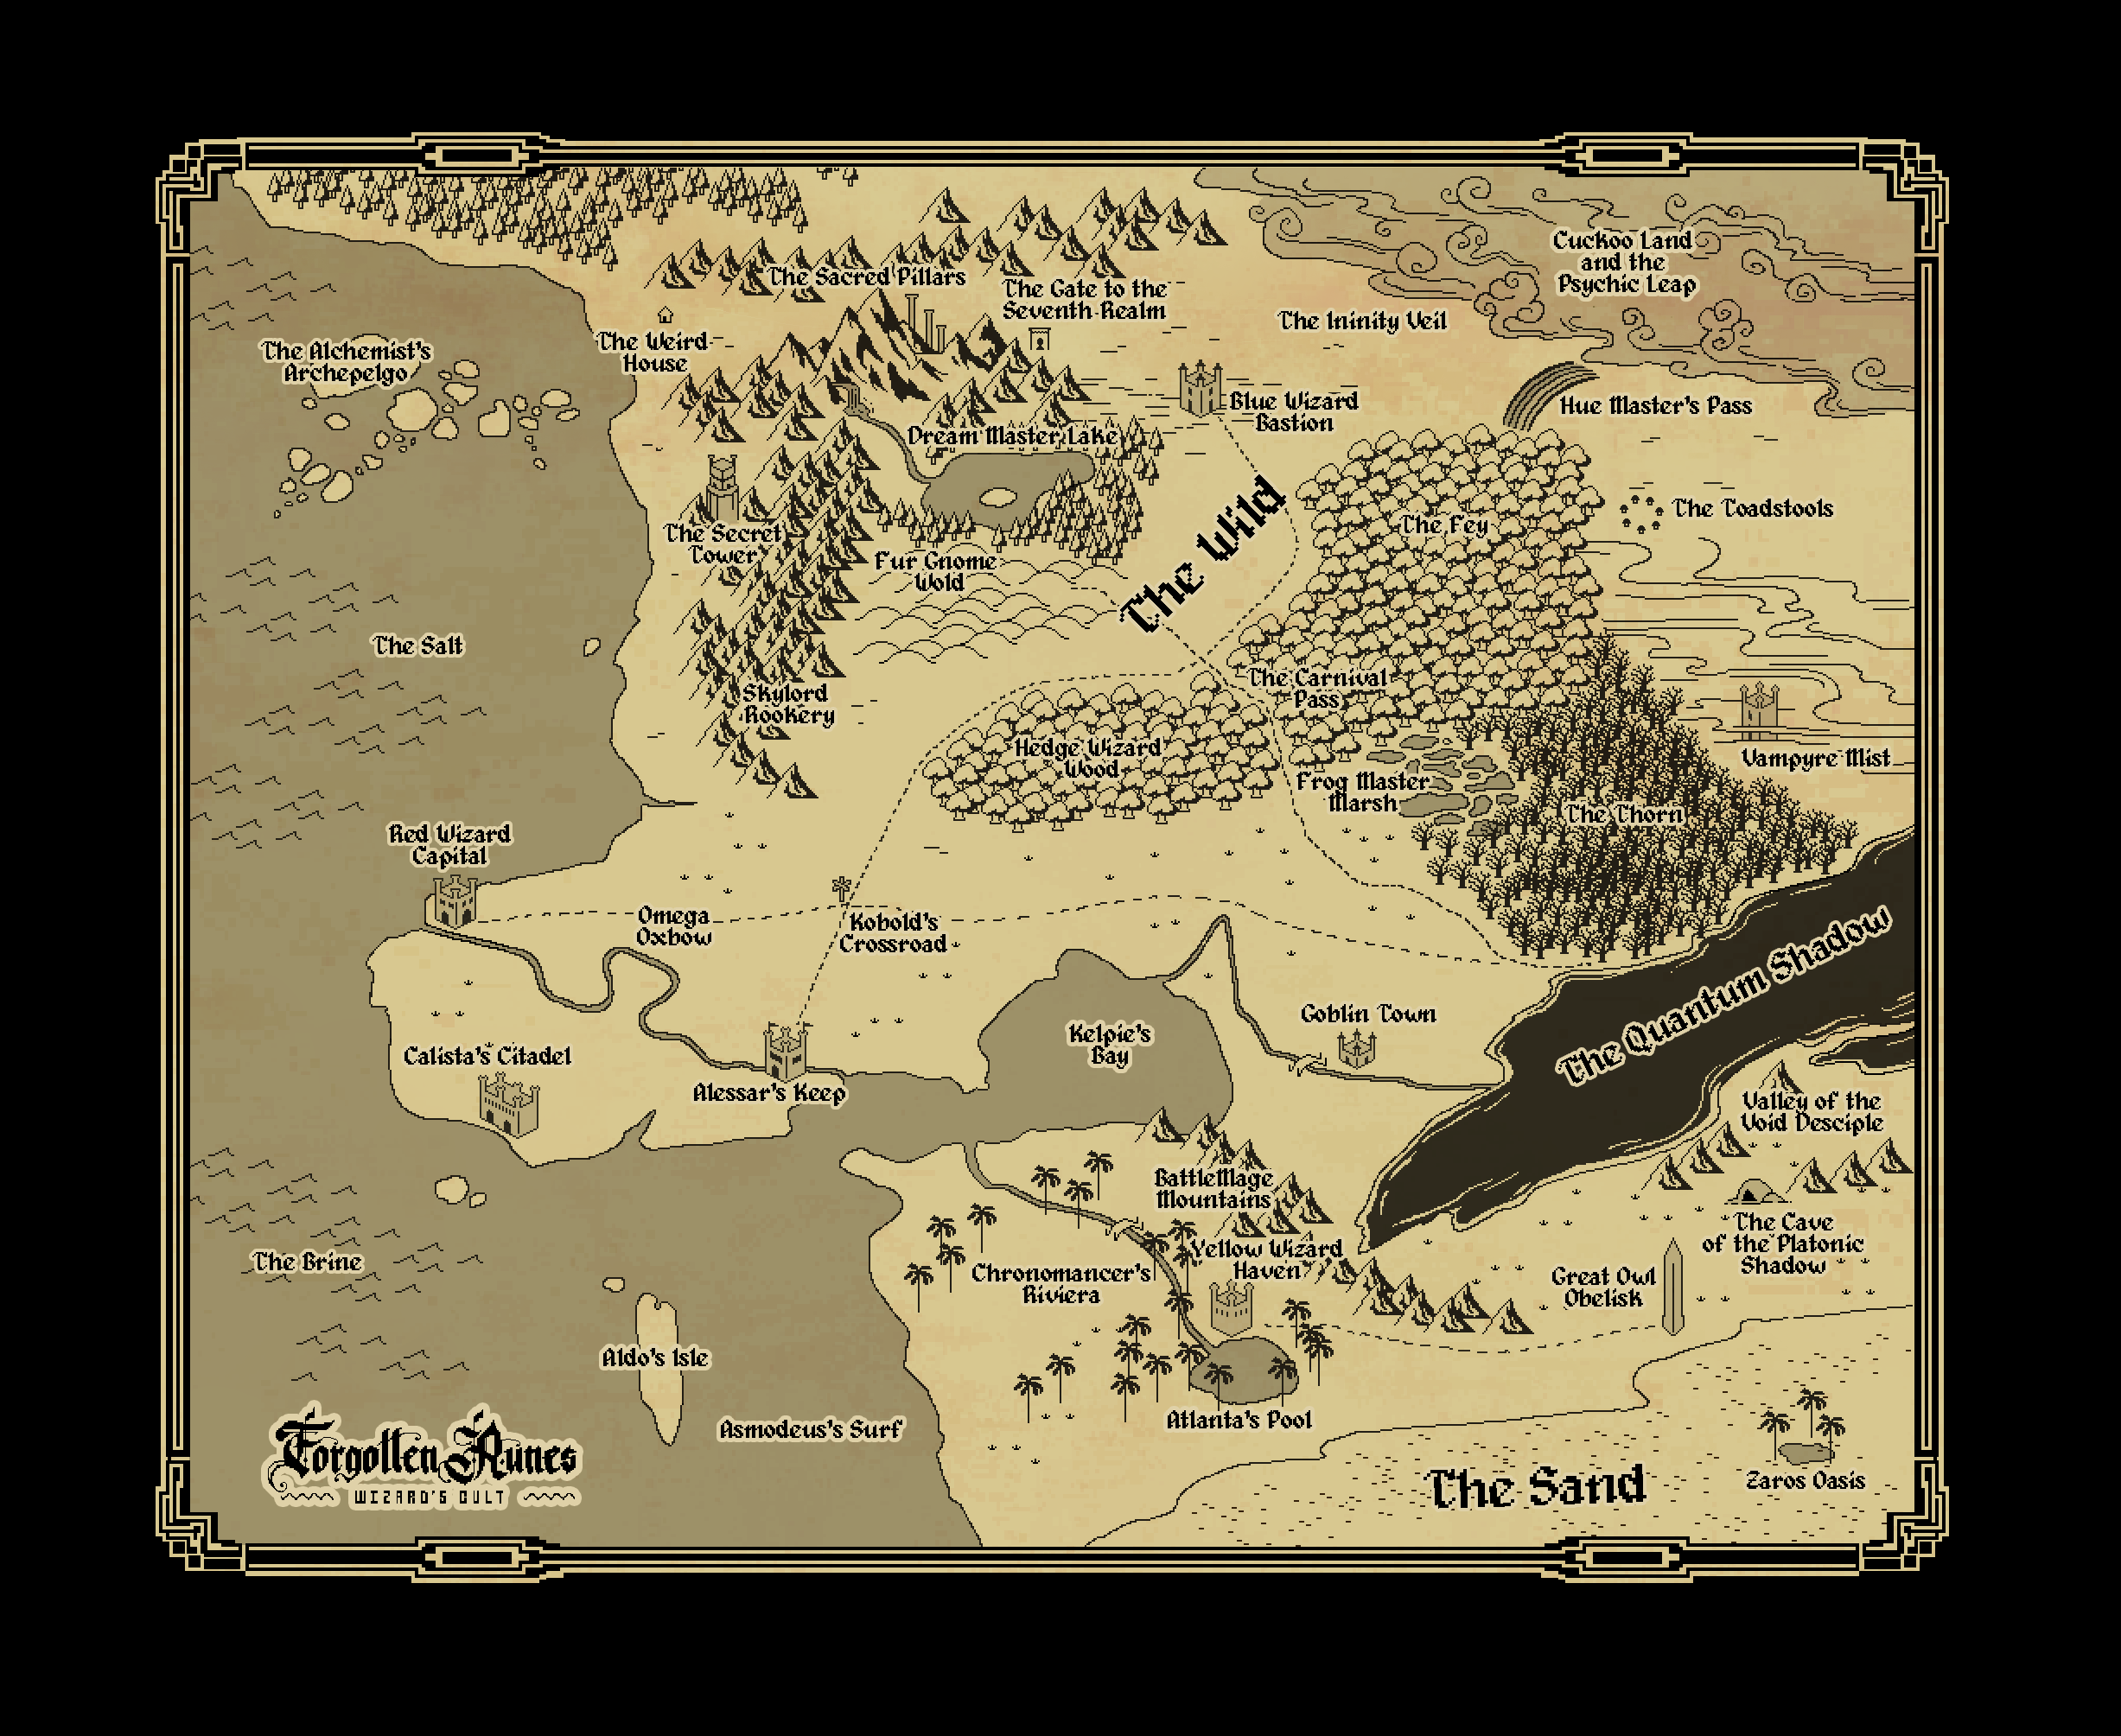 The Sacred Pillars
The Gate to the
Seventh Realm
Cuckoo Land
and the
Psychic Leap
The Ininity Veil
The Weird
House
The Alchemist's
Archepelgo
Blue Wizard
Bastion
Hue Master's Pass
Dream Master Lake
The Wild
The Fey
The Toadstools
The Secret
Tower
Fur Gnome
Wold
The Salt
Skylord
Rookery
The Carnival
Pass
Hedge Wizard
Wood
Frog Master
Marsh
Vampyre Mist
The Thorn
Red Wizard
Capital
Omega
Oxbow
Kobold's
Crossroad
The Quantum Shadow
Goblin Town
Kelpie's
Bay
Calista's Citadel
Alessar's Keep
Valley of the
Void Desciple
BattleMage
Mountains
The Cave
of the Platonic
Shadow
Yellow Wizard
Haven
The Brine
Chronomancer's
Riviera
Great Owl
Obelisk
Aldo's Isle
Asmodeus's Surf
Atlanta's Pool
Forgotten Runes
WIZARD'S CULT
The Sand
Zaros Oasis